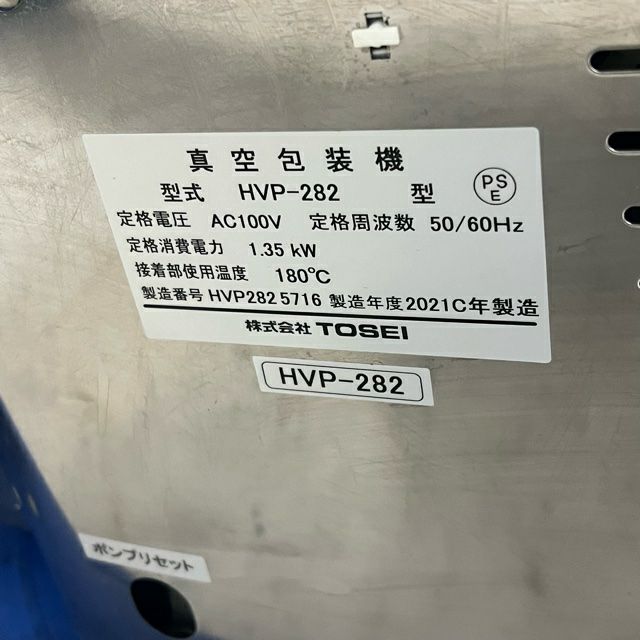 真空包装機
型式 HVP-282 型 PSE
定格電圧 AC100V 定格周波数 50/60Hz
定格消費電力 1.35 kW
接着部使用温度 180℃
製造番号 HVP282 5716 製造年度2021C年製造
株式会社 TOSEI
HVP-282
ポンプリセット